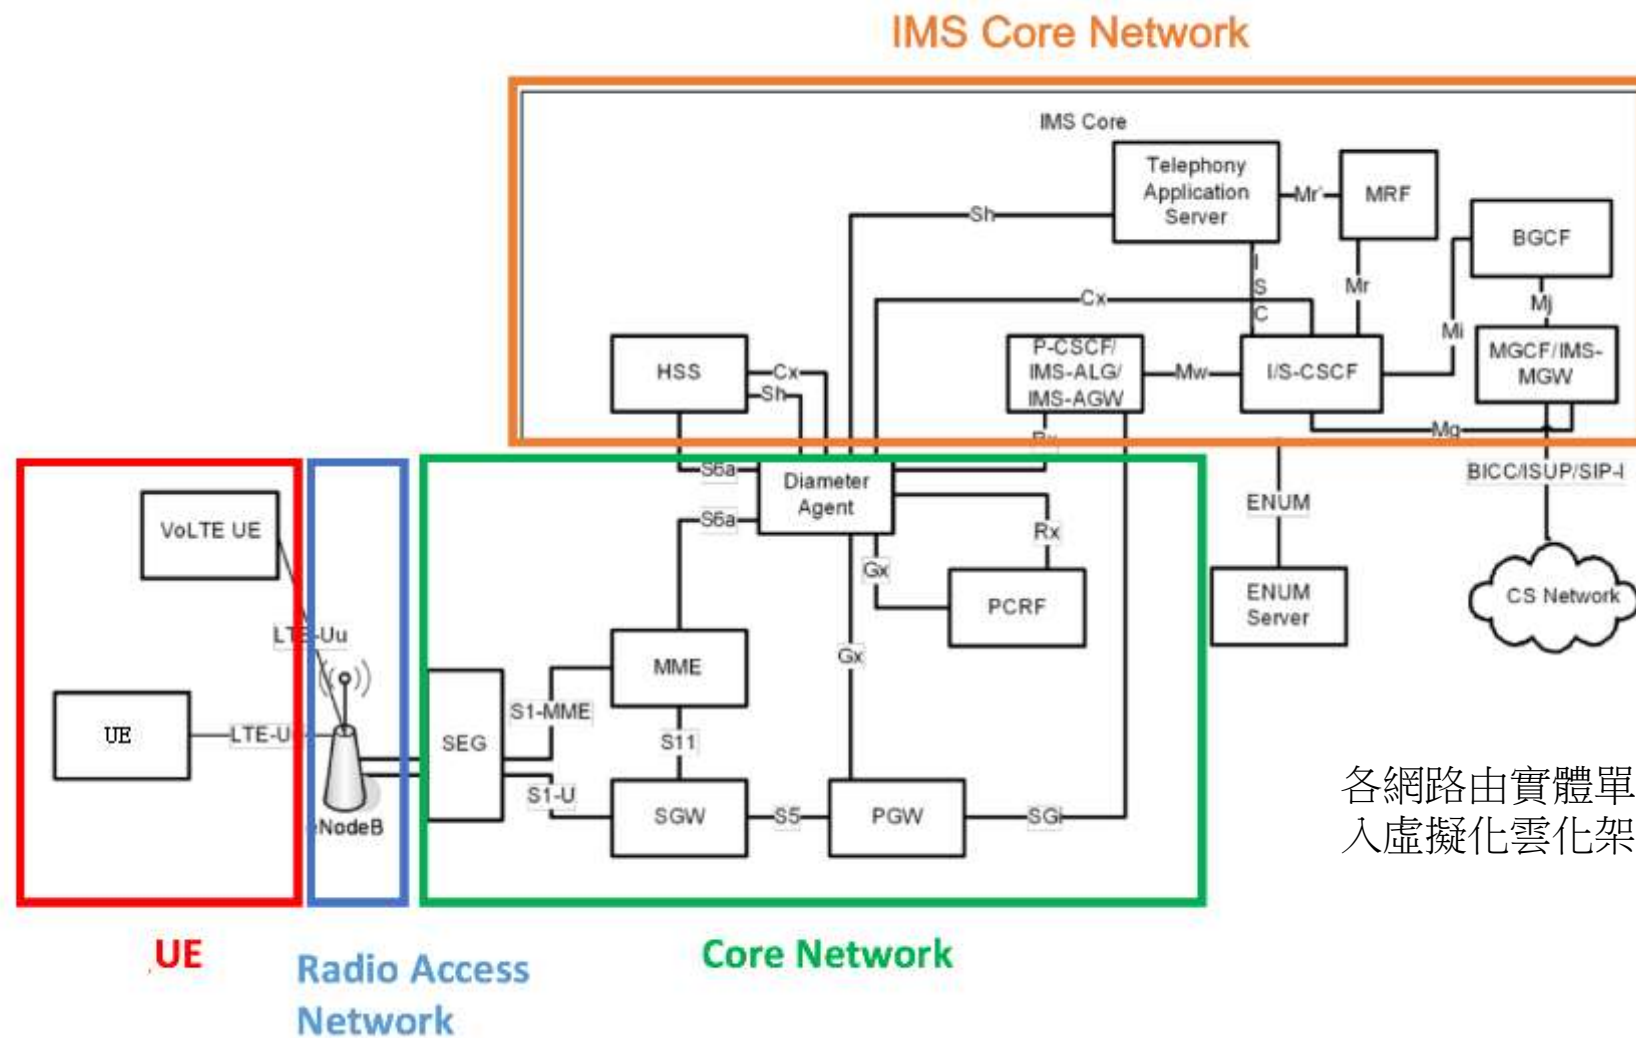 IMS Core Network
IMS Core
Telephony
Application
Server
Mr'
MRF
Sh
BGCF
I
S
C
Mr
Cx
Mj
Mi
HSS
Cx
Sh
P-CSCF/
IMS-ALG/
IMS-AGW
Mw
I/S-CSCF
MGCF/IMS-
MGW
Mg
Rx
S6a
Diameter
Agent
BICC/ISUP/SIP-I
VoLTE UE
S6a
Rx
ENUM
Gx
PCRF
ENUM
Server
CS Network
LTE-Uu
MME
Gx
S1-MME
UE
LTE-U
SEG
S11
S1-U
SGW
S5
PGW
SGi
eNodeB
各網路由實體單
入虛擬化雲化架
UE
Radio Access
Network
Core Network